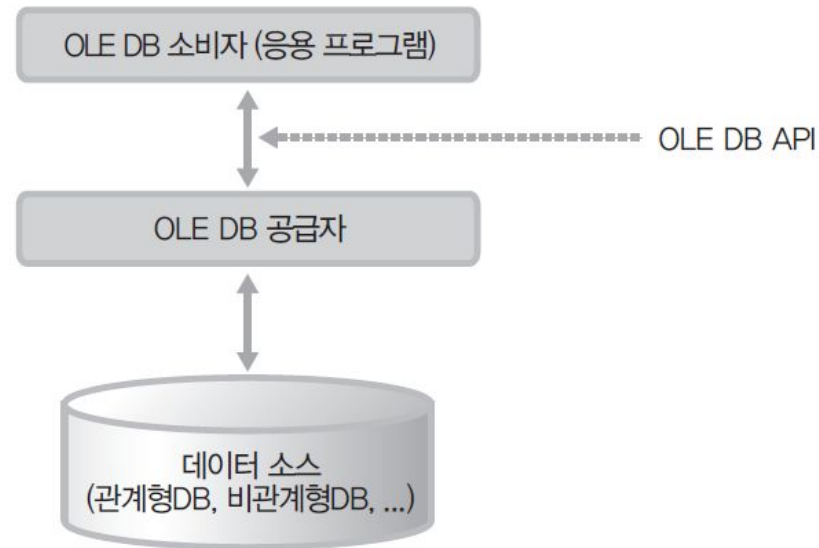 OLE DB 소비자 (응용 프로그램)
OLE DB API
OLE DB 공급자
데이터 소스
(관계형DB, 비관계형DB, ...)